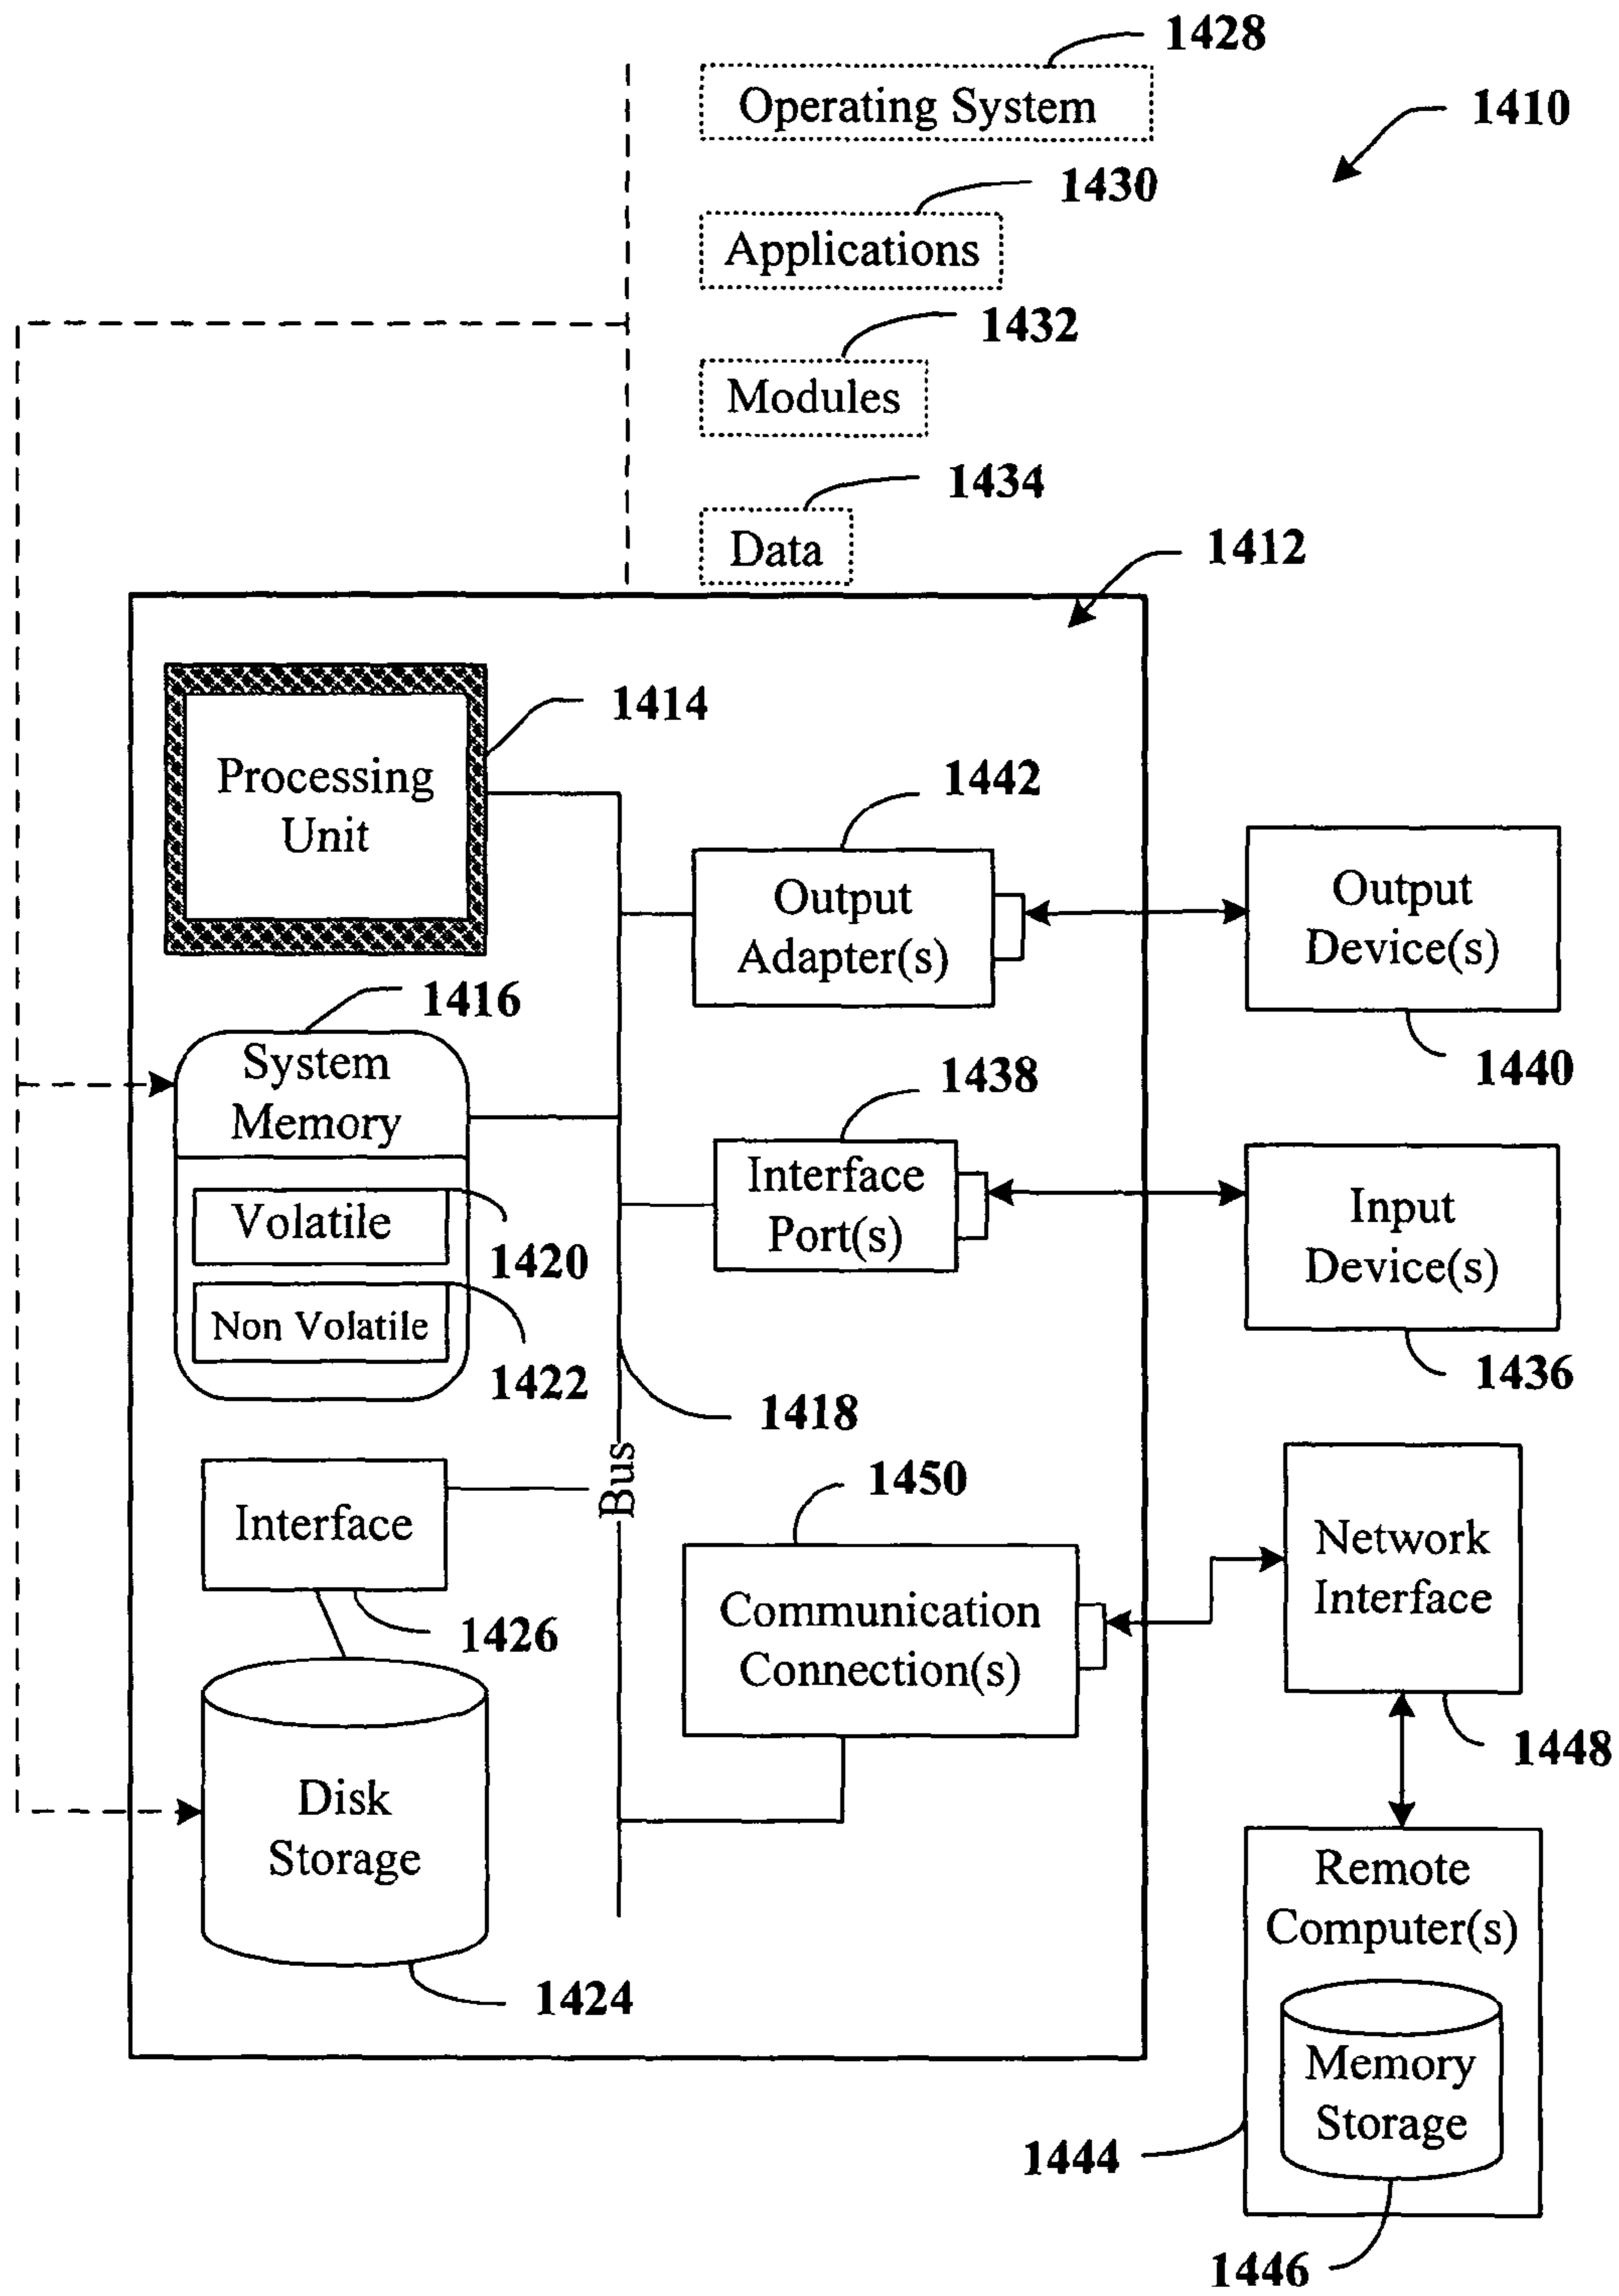 1428
Operating System
1410
1430
Applications
1432
Modules
1434
Data
1412
1414
Processing
Unit
1442
Output
Adapter(s)
Output
Device(s)
1440
1416
System
Memory
1438
Interface
Port(s)
Input
Device(s)
1436
Volatile
1420
Non Volatile
1422
1418
Bus
Interface
1426
1450
Communication
Connection(s)
Network
Interface
1448
Disk
Storage
1424
Remote
Computer(s)
Memory
Storage
1444
1446